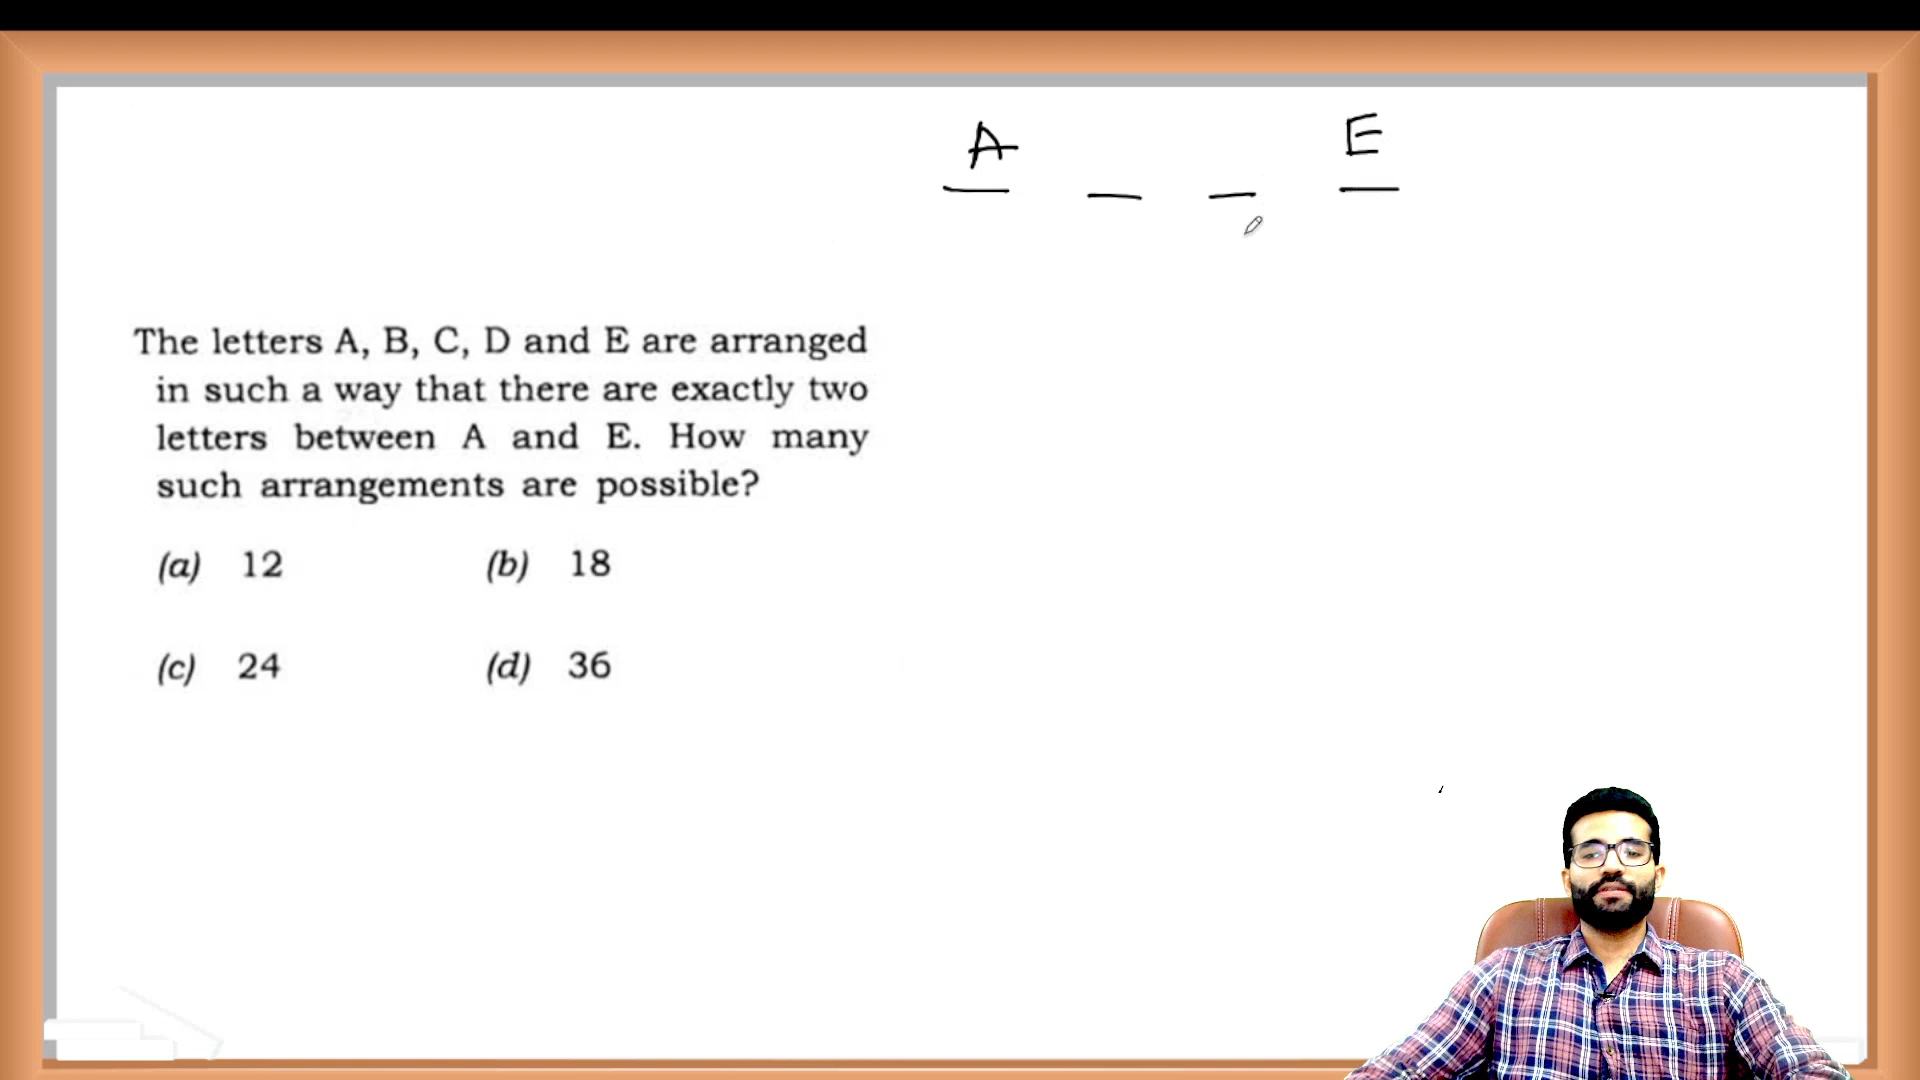 A E
The letters A, B, C, D and E are arranged
in such a way that there are exactly two
letters between A and E. How many
such arrangements are possible?
(a) 12 (b) 18
(c) 24 (d) 36